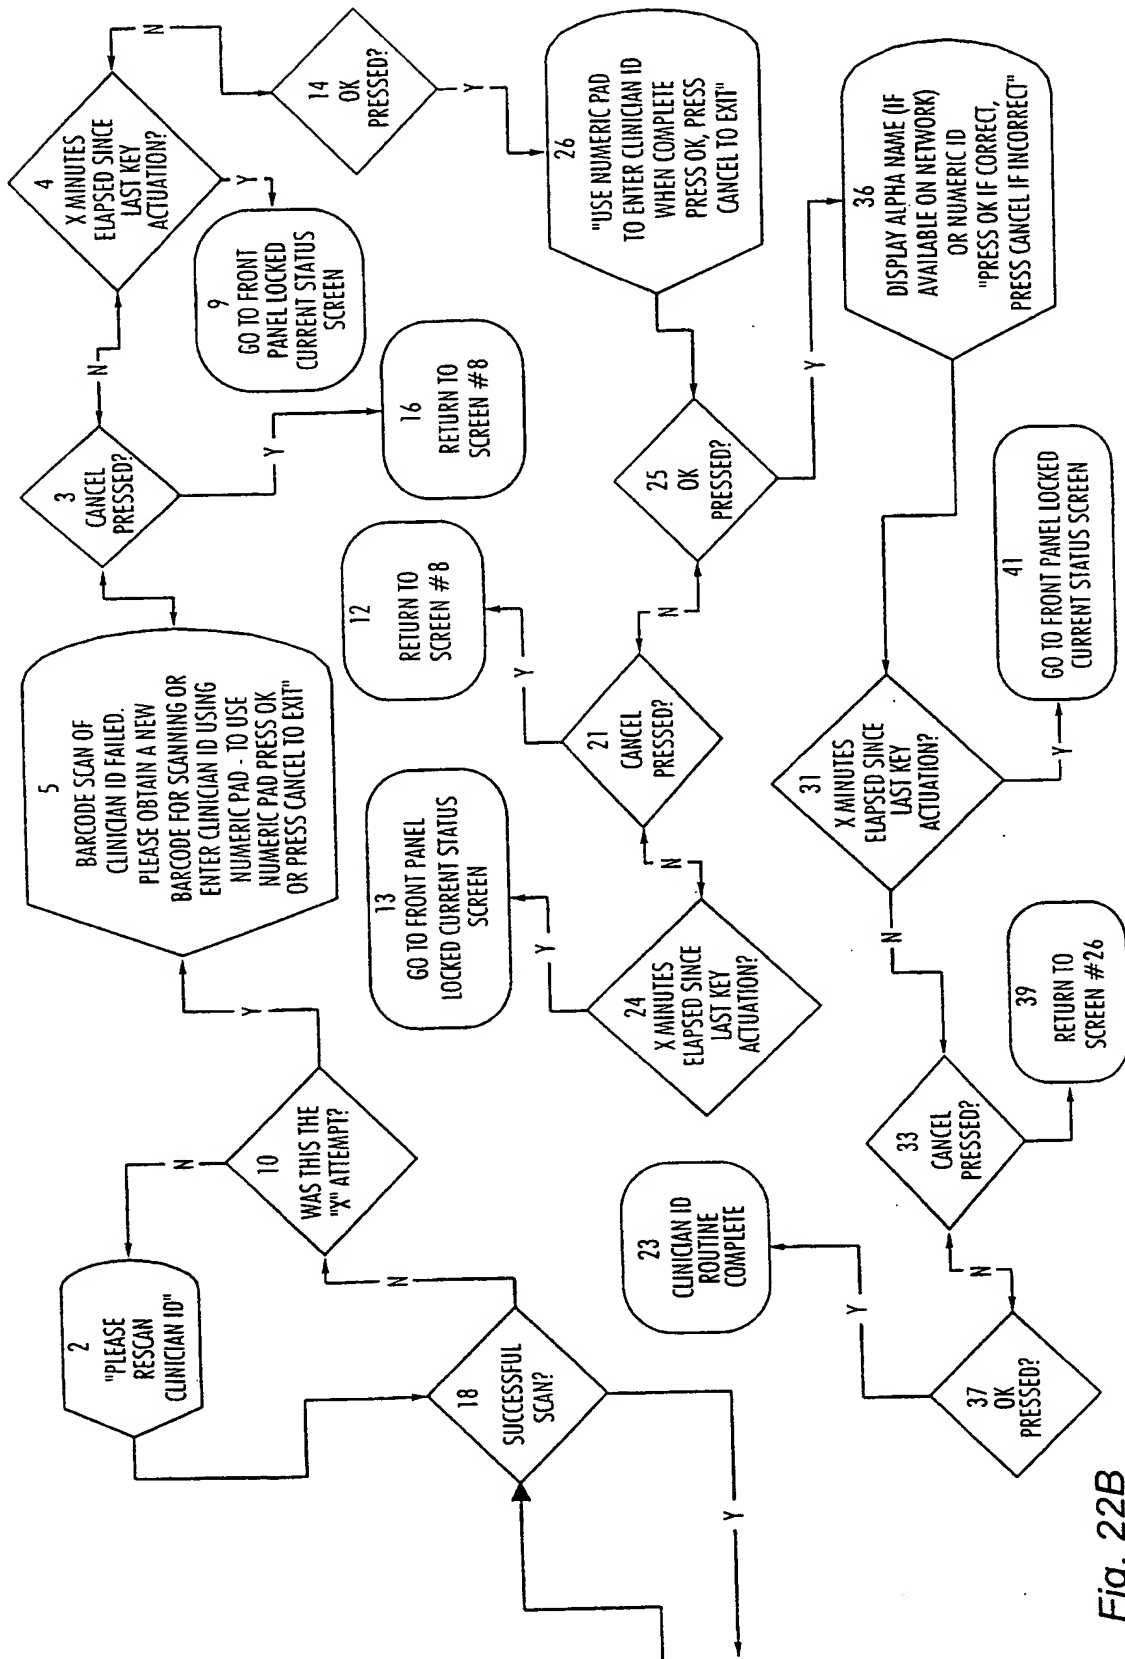 2
"PLEASE
RESCAN
CLINICIAN ID"
N
10
WAS THIS THE
"X" ATTEMPT?
Y
5
BARCODE SCAN OF
CLINICIAN ID FAILED.
PLEASE OBTAIN A NEW
BARCODE FOR SCANNING OR
ENTER CLINICIAN ID USING
NUMERIC PAD - TO USE
NUMERIC PAD PRESS OK
OR PRESS CANCEL TO EXIT"
3
CANCEL
PRESSED?
N
Y
4
X MINUTES
ELAPSED SINCE
LAST KEY
ACTUATION?
N
Y
9
GO TO FRONT
PANEL LOCKED
CURRENT STATUS
SCREEN
14
OK
PRESSED?
Y
16
RETURN TO
SCREEN #8
18
SUCCESSFUL
SCAN?
N
Y
13
GO TO FRONT PANEL
LOCKED CURRENT STATUS
SCREEN
Y
12
RETURN TO
SCREEN #8
Y
26
"USE NUMERIC PAD
TO ENTER CLINICIAN ID
WHEN COMPLETE
PRESS OK, PRESS
CANCEL TO EXIT"
24
X MINUTES
ELAPSED SINCE
LAST KEY
ACTUATION?
N
21
CANCEL
PRESSED?
N
25
OK
PRESSED?
Y
23
CLINICIAN ID
ROUTINE
COMPLETE
Y
36
DISPLAY ALPHA NAME (IF
AVAILABLE ON NETWORK)
OR NUMERIC ID
"PRESS OK IF CORRECT,
PRESS CANCEL IF INCORRECT"
37
OK
PRESSED?
N
33
CANCEL
PRESSED?
N
31
X MINUTES
ELAPSED SINCE
LAST KEY
ACTUATION?
Y
39
RETURN TO
SCREEN #26
41
GO TO FRONT PANEL LOCKED
CURRENT STATUS SCREEN
Fig. 22B